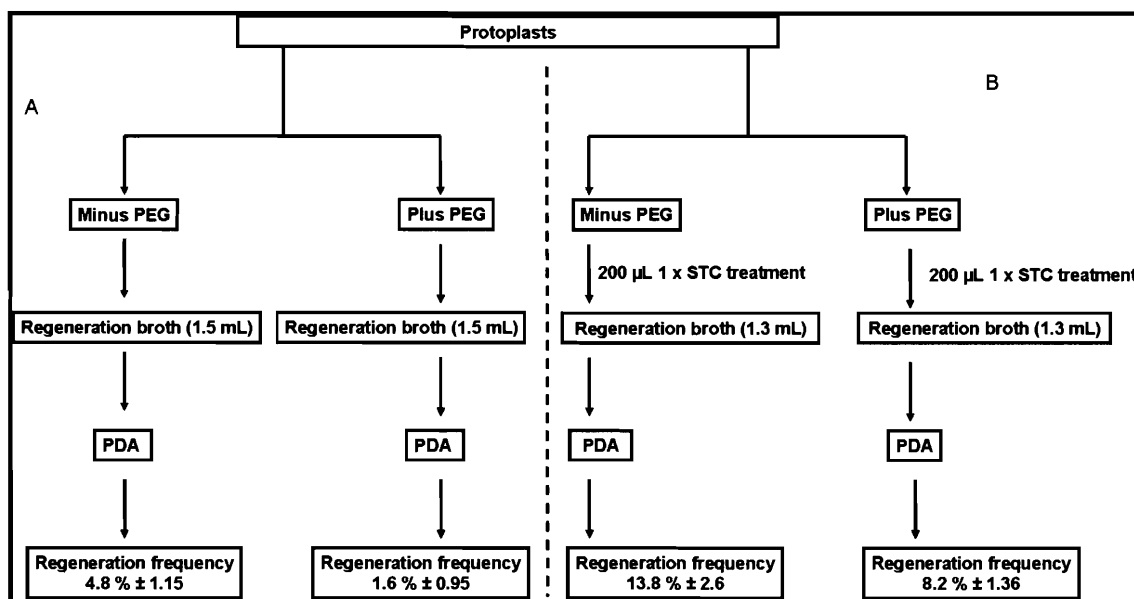 Protoplasts
A
B
Minus PEG
Plus PEG
Minus PEG
Plus PEG
200 µL 1 x STC treatment
200 µL 1 x STC treatment
Regeneration broth (1.5 mL)
Regeneration broth (1.5 mL)
Regeneration broth (1.3 mL)
Regeneration broth (1.3 mL)
PDA
PDA
PDA
PDA
Regeneration frequency
4.8 % ± 1.15
Regeneration frequency
1.6 % ± 0.95
Regeneration frequency
13.8 % ± 2.6
Regeneration frequency
8.2 % ± 1.36